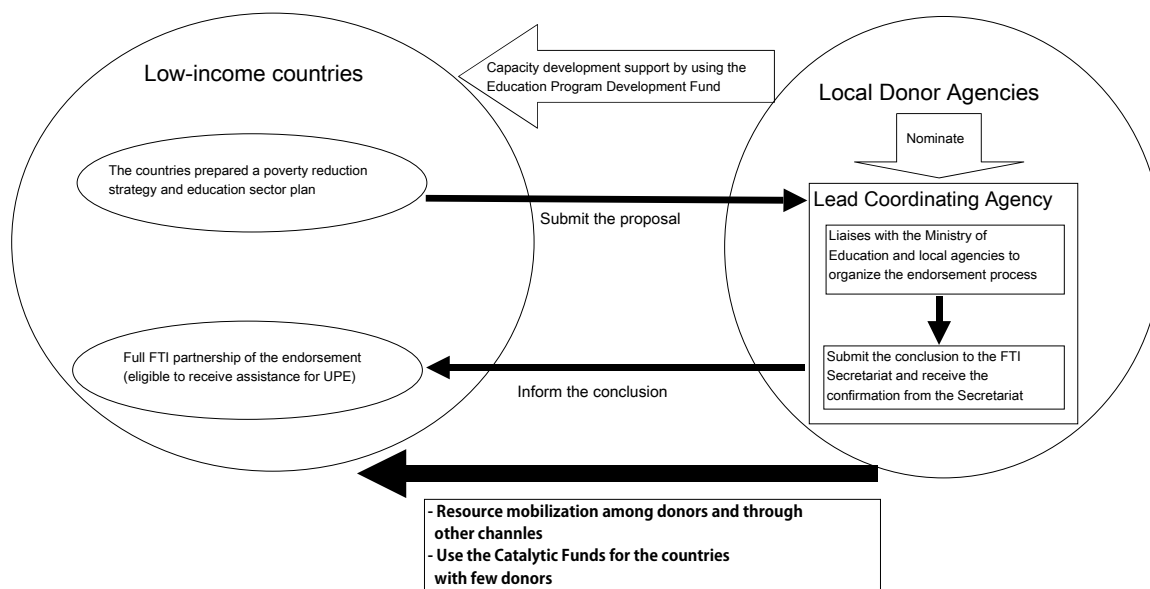 Low-income countries
Capacity development support by using the
Education Program Development Fund
Local Donor Agencies
Nominate
The countries prepared a poverty reduction
strategy and education sector plan
Submit the proposal
Lead Coordinating Agency
Liaises with the Ministry of
Education and local agencies to
organize the endorsement process
Full FTI partnership of the endorsement
(eligible to receive assistance for UPE)
Inform the conclusion
Submit the conclusion to the FTI
Secretariat and receive the
confirmation from the Secretariat
- Resource mobilization among donors and through
other channles
- Use the Catalytic Funds for the countries
with few donors